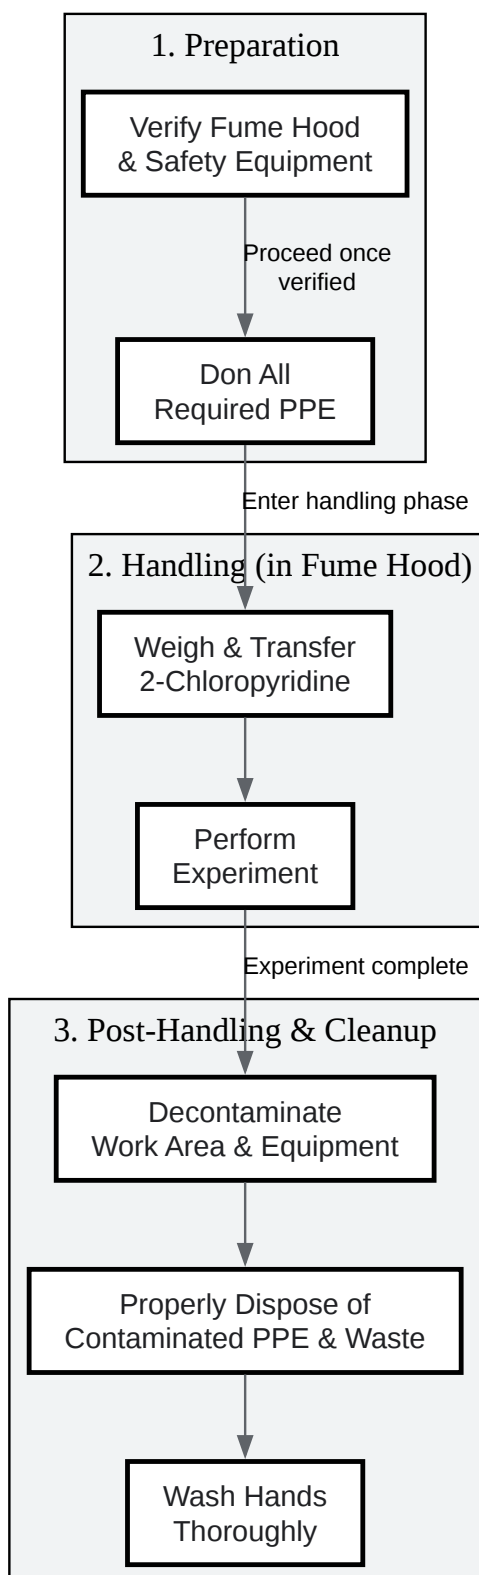 1. Preparation
Verify Fume Hood
& Safety Equipment
Proceed once
verified
Don All
Required PPE
Enter handling phase
2. Handling (in Fume Hood)
Weigh & Transfer
2-Chloropyridine
Perform
Experiment
Experiment complete
3. Post-Handling & Cleanup
Decontaminate
Work Area & Equipment
Properly Dispose of
Contaminated PPE & Waste
Wash Hands
Thoroughly